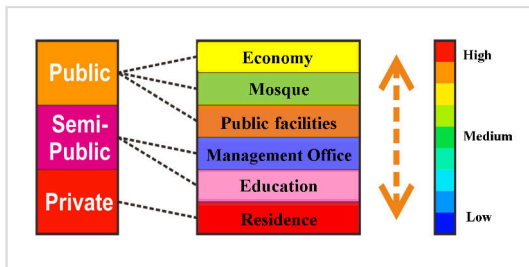 Public
Semi-
Public
Private
Economy
Mosque
Public facilities
Management Office
Education
Residence
High
Medium
Low